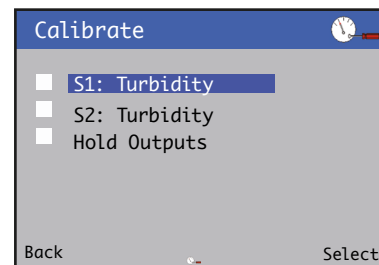 Calibrate
S1: Turbidity
S2: Turbidity
Hold Outputs
Back Select